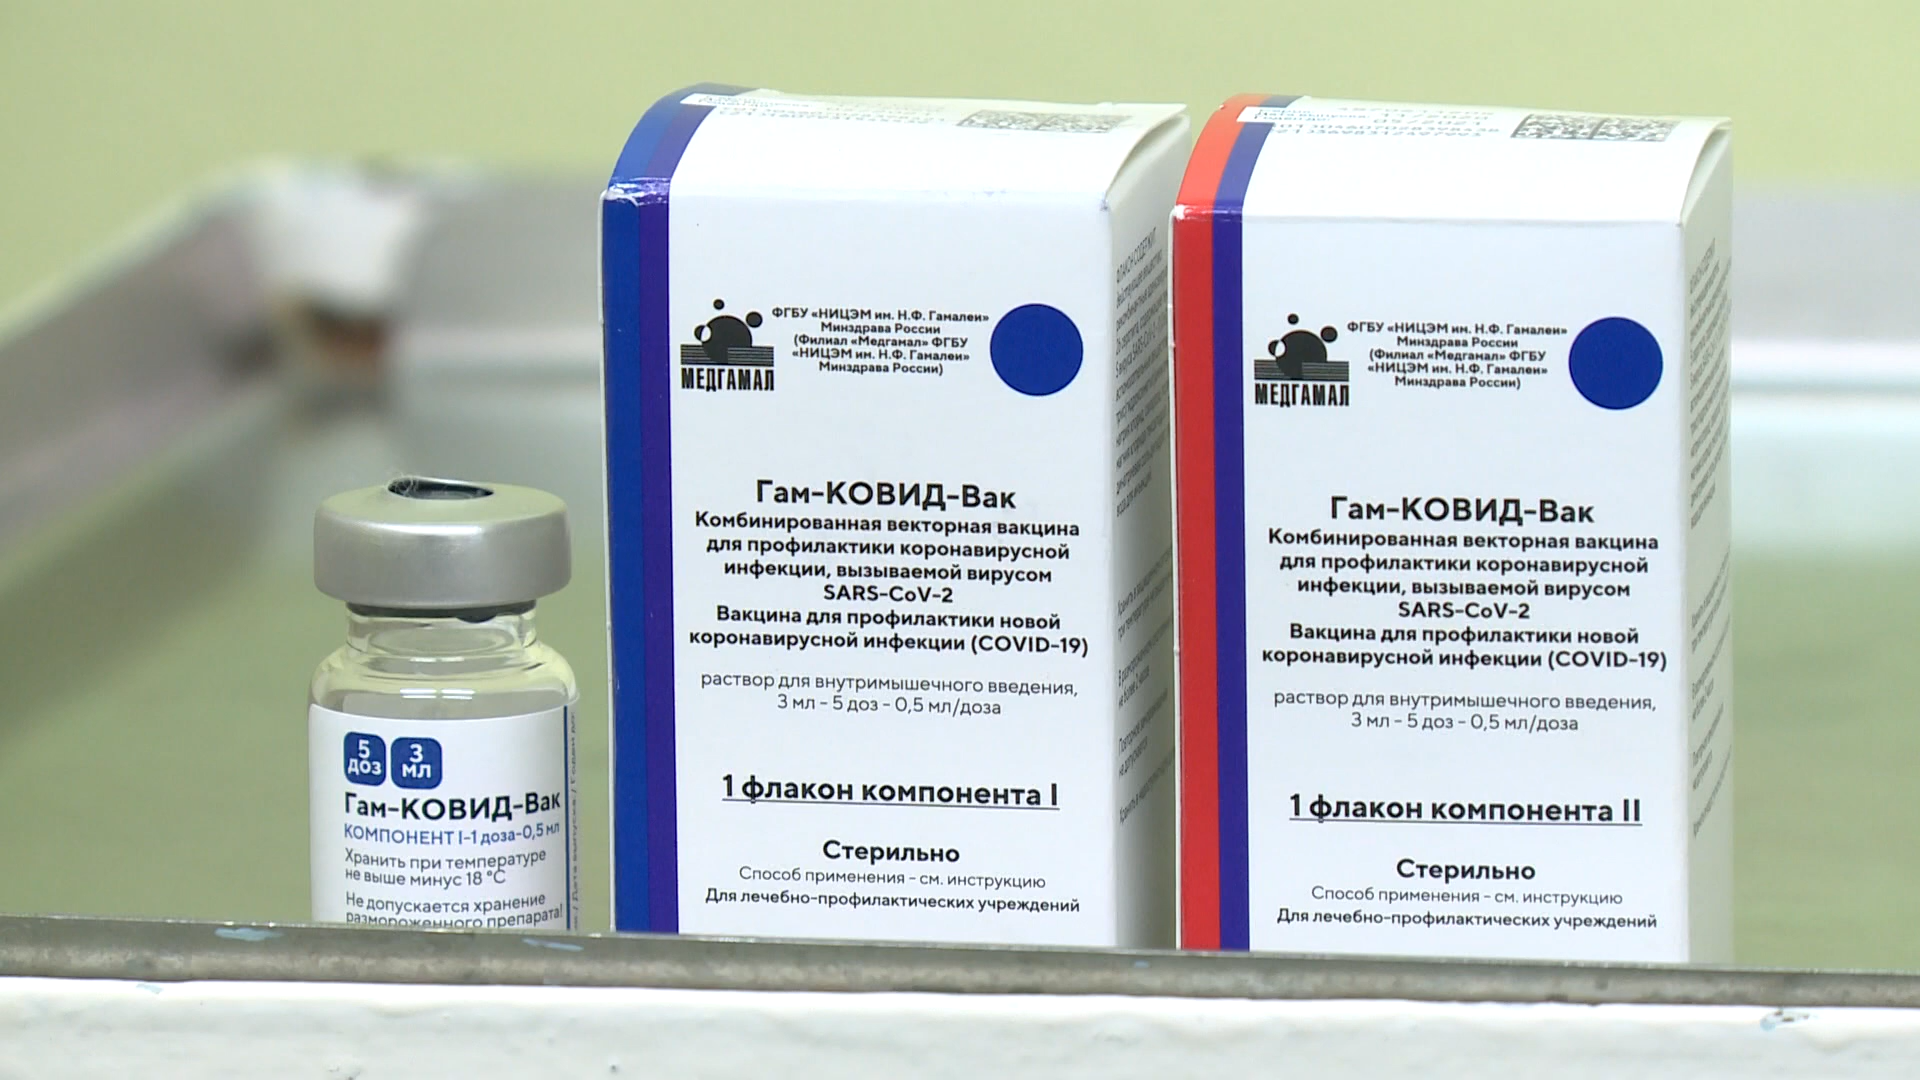 5
доз
3
мл
Гам-КОВИД-Вак
КОМПОНЕНТ I-1 доза-0,5 мл
Хранить при температуре
не выше минус 18 °С
Не допускается хранение
размороженного препарата!
МЕДГАМАЛ
ФГБУ «НИЦЭМ им. Н.Ф. Гамалеи»
Минздрава России
(Филиал «Медгамал» ФГБУ
«НИЦЭМ им. Н.Ф. Гамалеи»
Минздрава России)
Гам-КОВИД-Вак
Комбинированная векторная вакцина
для профилактики коронавирусной
инфекции, вызываемой вирусом
SARS-CoV-2
Вакцина для профилактики новой
коронавирусной инфекции (COVID-19)
раствор для внутримышечного введения,
3 мл - 5 доз - 0,5 мл/доза
1 флакон компонента I
Стерильно
Способ применения - см. инструкцию
Для лечебно-профилактических учреждений
МЕДГАМАЛ
ФГБУ «НИЦЭМ им. Н.Ф. Гамалеи»
Минздрава России
(Филиал «Медгамал» ФГБУ
«НИЦЭМ им. Н.Ф. Гамалеи»
Минздрава России)
Гам-КОВИД-Вак
Комбинированная векторная вакцина
для профилактики коронавирусной
инфекции, вызываемой вирусом
SARS-CoV-2
Вакцина для профилактики новой
коронавирусной инфекции (COVID-19)
раствор для внутримышечного введения,
3 мл - 5 доз - 0,5 мл/доза
1 флакон компонента II
Стерильно
Способ применения - см. инструкцию
Для лечебно-профилактических учреждений